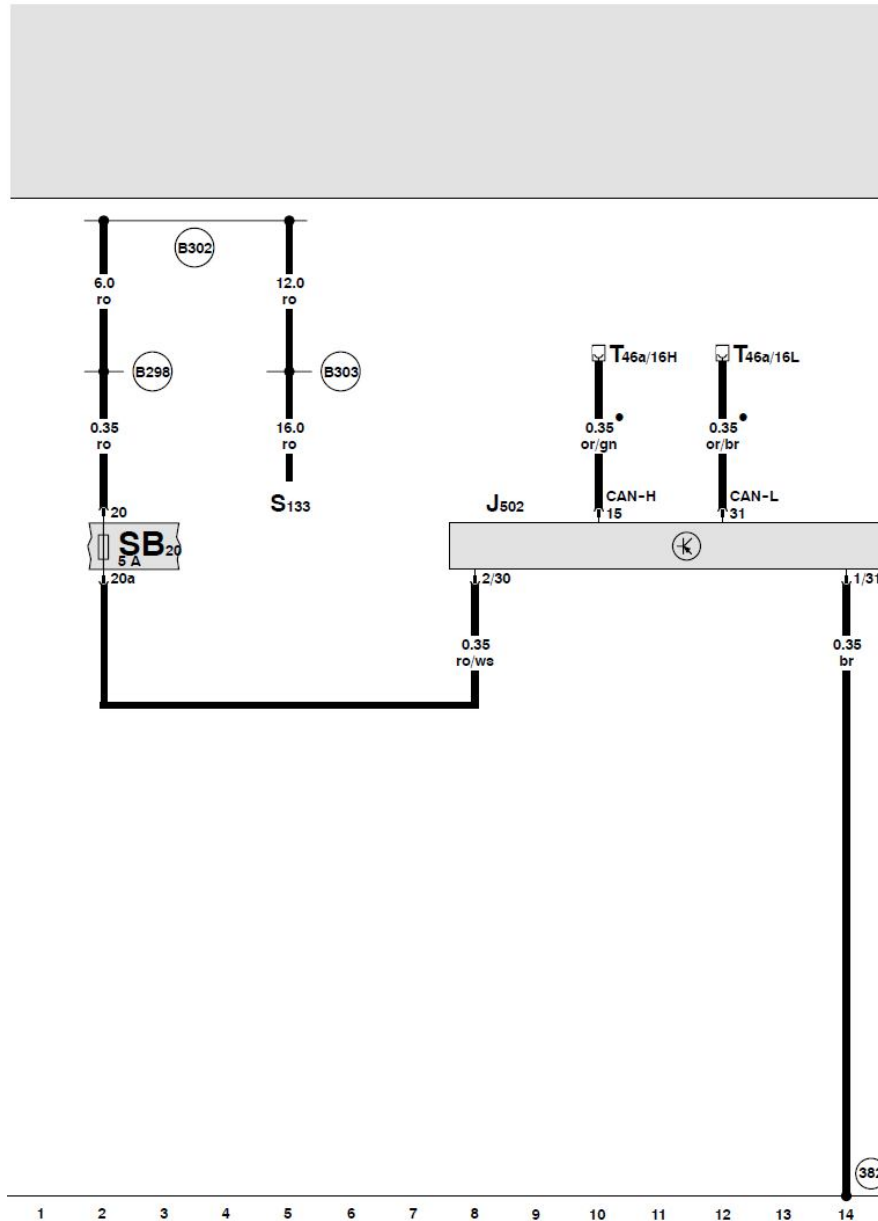 B302
6.0
ro
12.0
ro
B298
B303
T46a/16H
T46a/16L
0.35
ro
16.0
ro
0.35
or/gn
0.35
or/br
S133
J502
CAN-H
15
CAN-L
31
20
SB20
5 A
20a
2/30
1/31
0.35
ro/ws
0.35
br
382
1 2 3 4 5 6 7 8 9 10 11 12 13 14